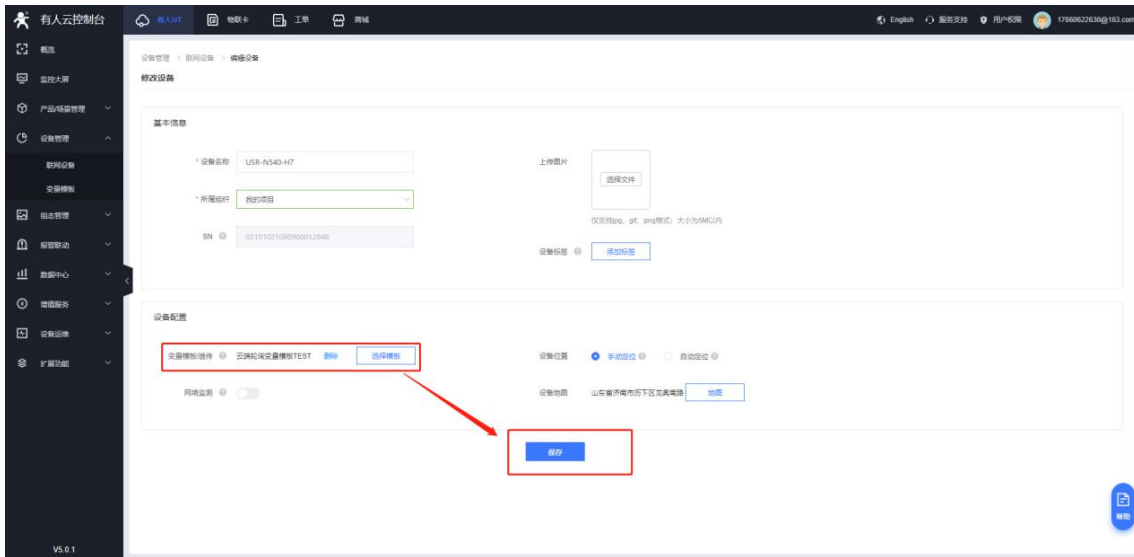 有人云控制台
有人IoT
物联卡
工单
商城
English
服务支持
用户权限
17660622630@163.com
概览
监控大屏
产品/场景管理
设备管理
联网设备
变量模板
组态管理
报警联动
数据中心
增值服务
设备运维
扩展功能
V5.0.1
设备管理 > 联网设备 > 编辑设备
修改设备
基本信息
* 设备名称 USR-N540-H7
* 所属组织 我的项目
SN 02101021080900012846
上传图片
选择文件
仅支持jpg、gif、png格式；大小为5M以内
设备标签 添加标签
设备配置
变量模板/透传 云端轮询变量模板TEST 删除 选择模板
网络监测
设备位置 手动定位 自动定位
设备地图 山东省济南市历下区龙奥南路 地图
保存
帮助